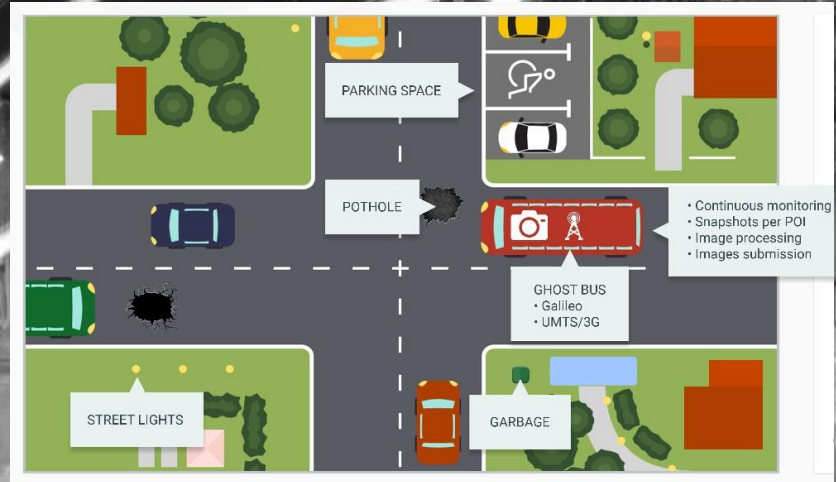 PARKING SPACE
POTHOLE
• Continuous monitoring
• Snapshots per POI
• Image processing
• Images submission
GHOST BUS
• Galileo
• UMTS/3G
STREET LIGHTS
GARBAGE